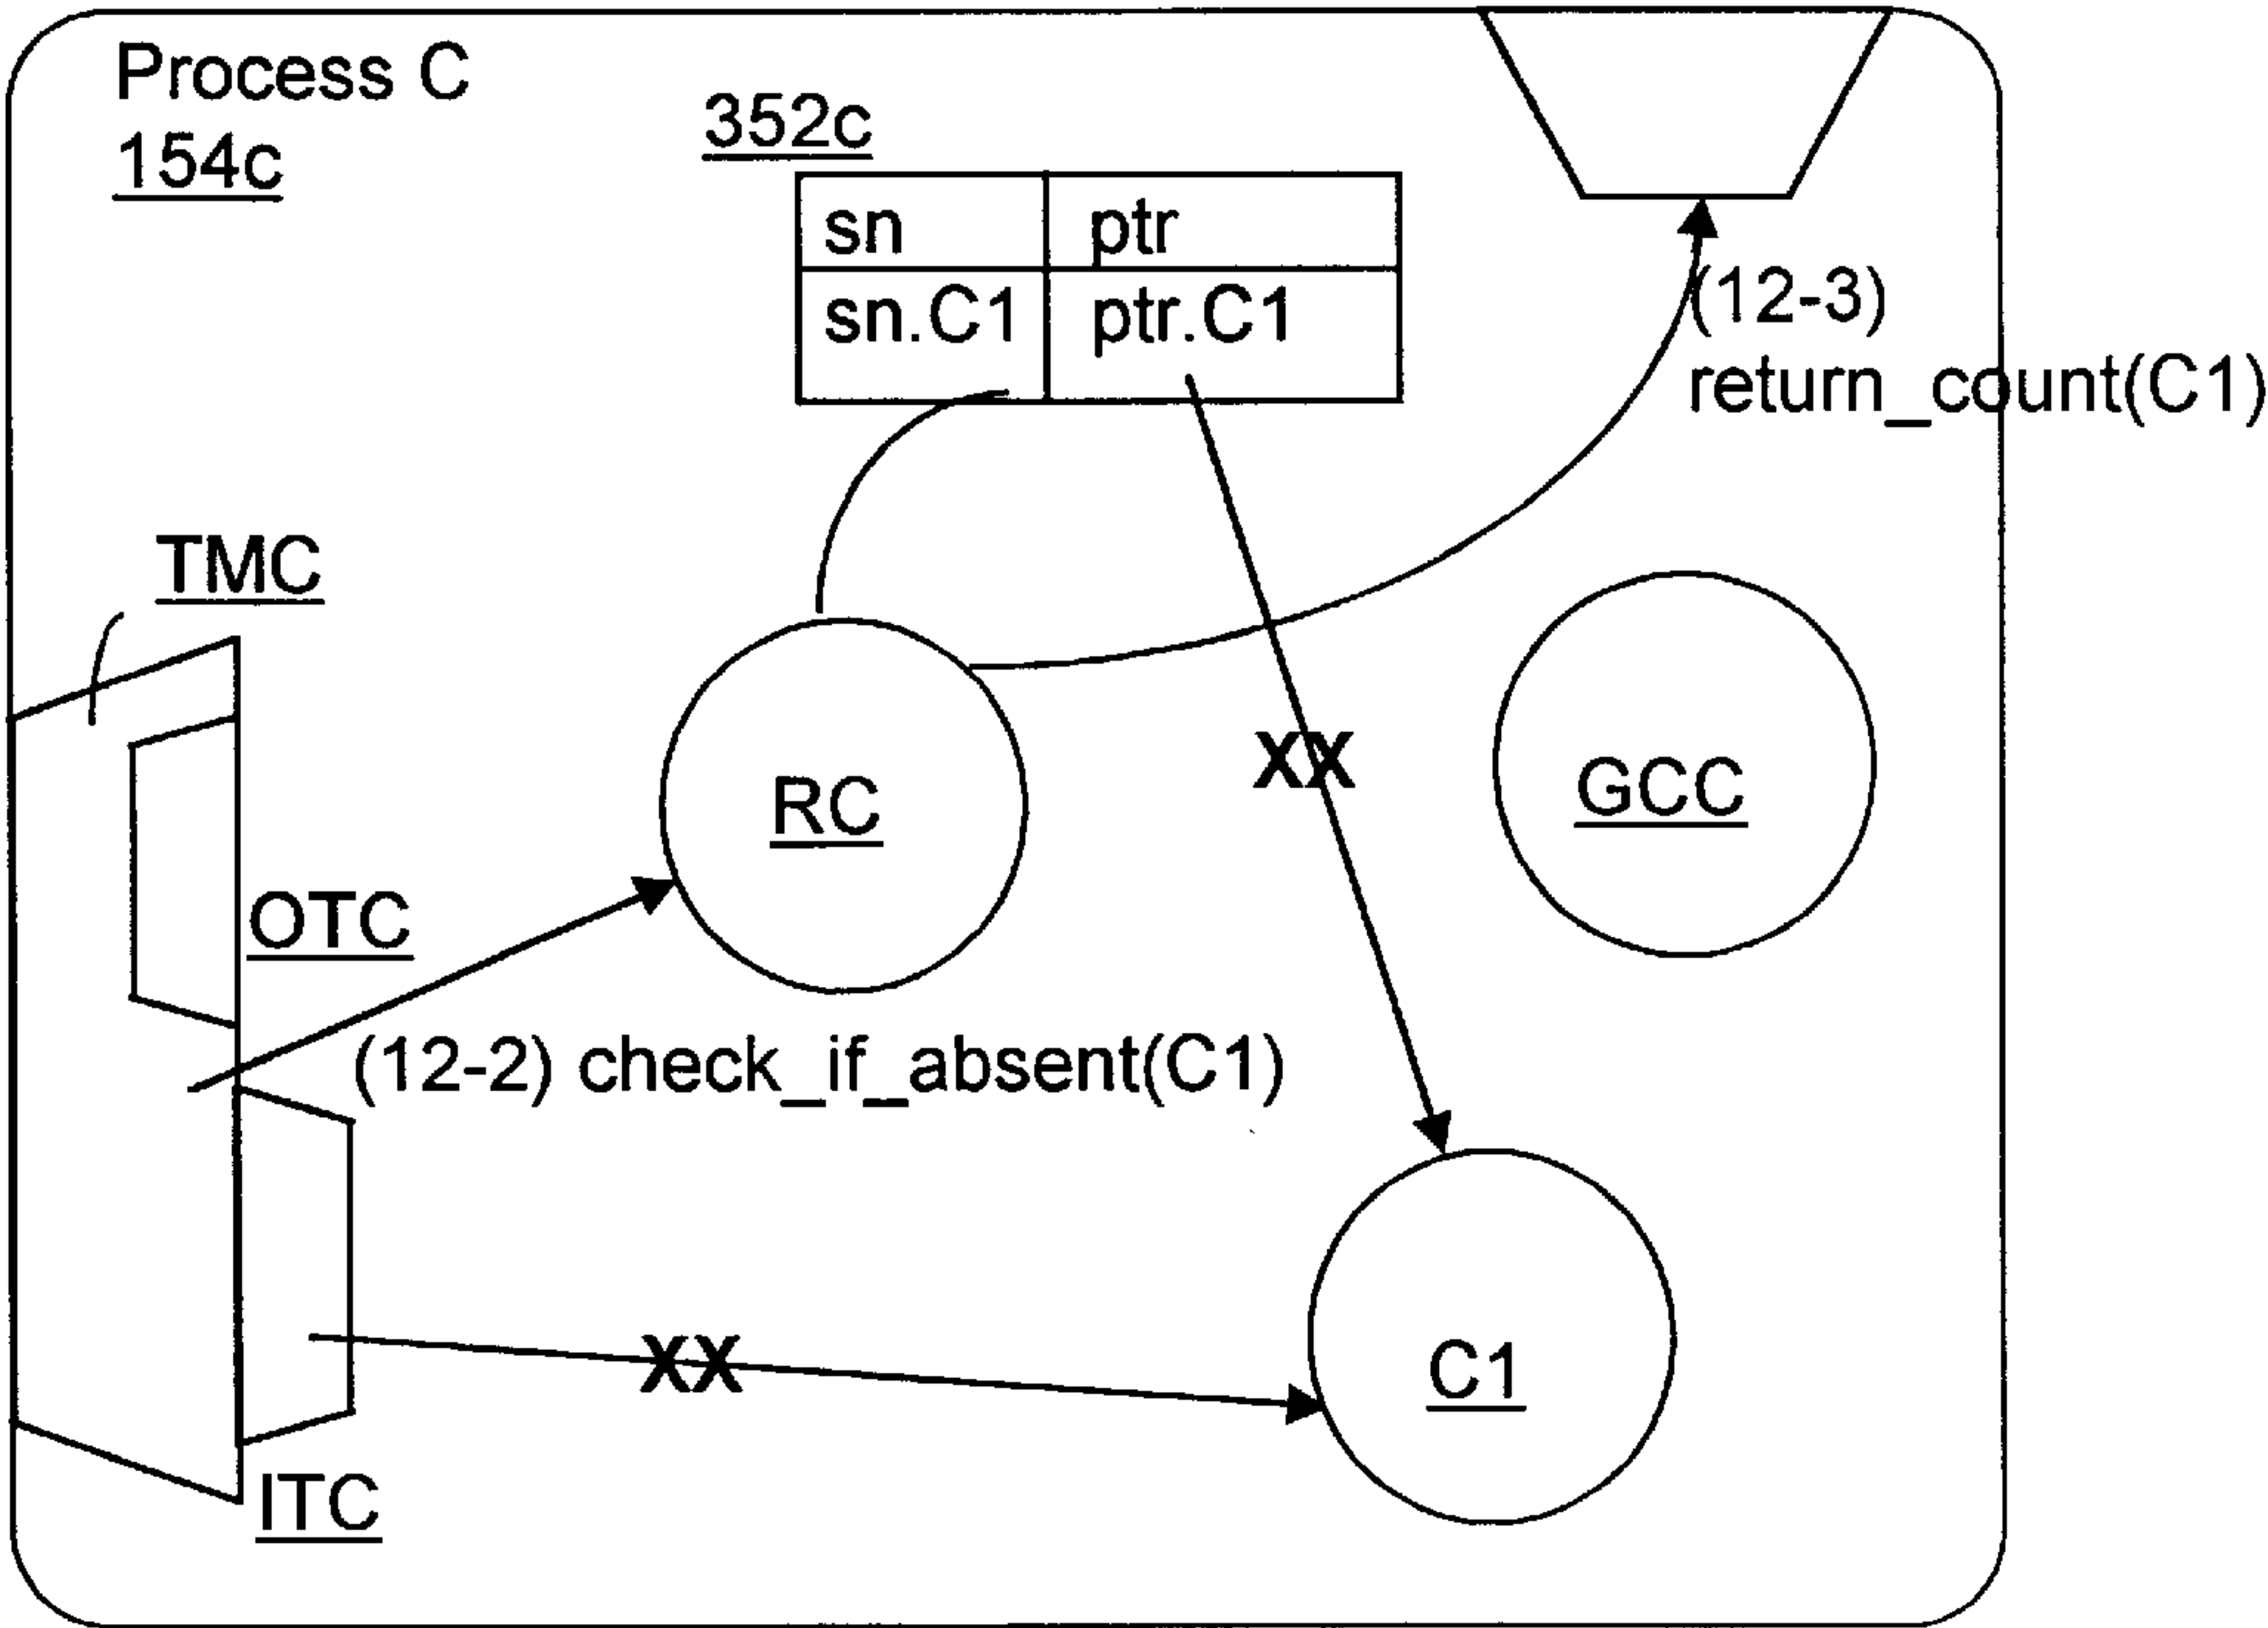 Process C
154c
352c
sn ptr
sn.C1 ptr.C1
(12-3)
return_count(C1)
TMC
XX
RC
GCC
OTC
(12-2) check_if_absent(C1)
XX
C1
ITC